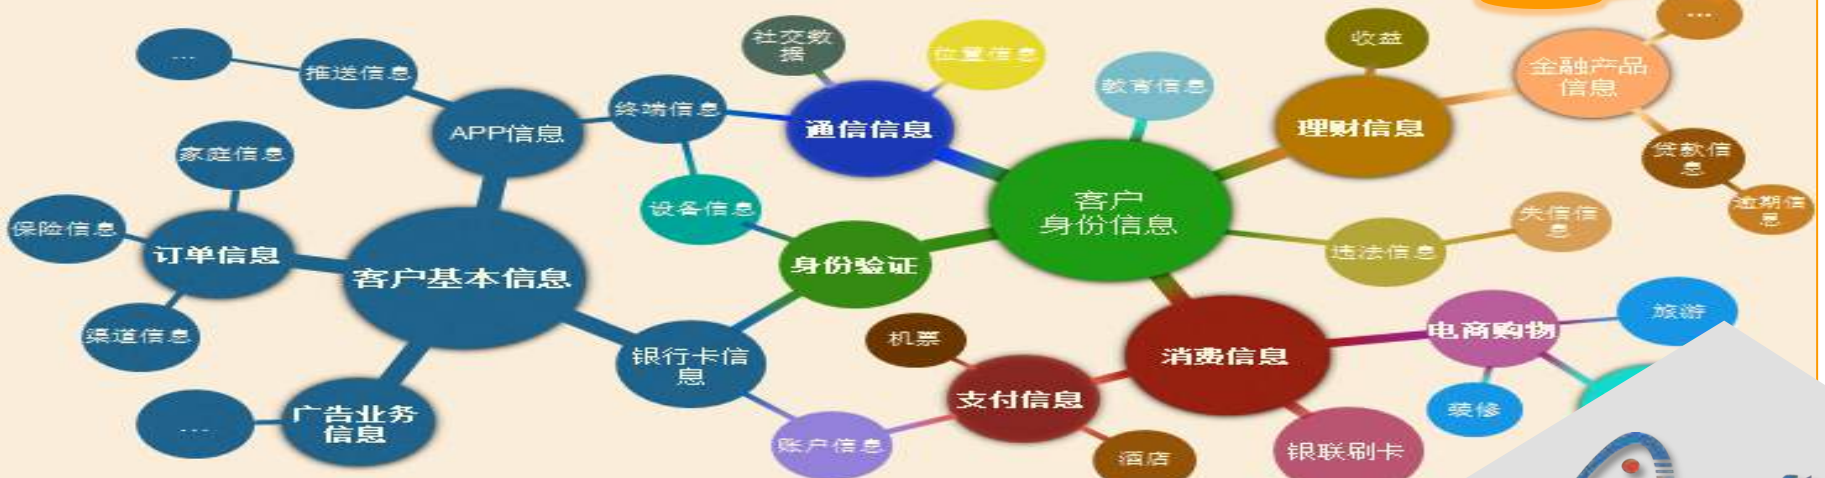 ...
推送信息
APP信息
终端信息
社交数
据
位置信息
通信信息
教育信息
收益
理财信息
金融产品
信息
...
家庭信息
保险信息
订单信息
渠道信息
客户基本信息
设备信息
身份验证
客户
身份信息
贷款信
息
逾期信
息
失信信
息
违法信息
广告业务
信息
...
银行卡信
息
账户信息
机票
支付信息
酒店
消费信息
银联刷卡
电商购物
旅游
装修